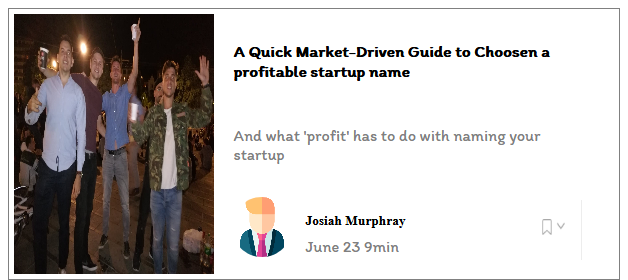 A Quick Market-Driven Guide to Choosen a
profitable startup name
And what 'profit' has to do with naming your
startup
Josiah Murphray
June 23 9min